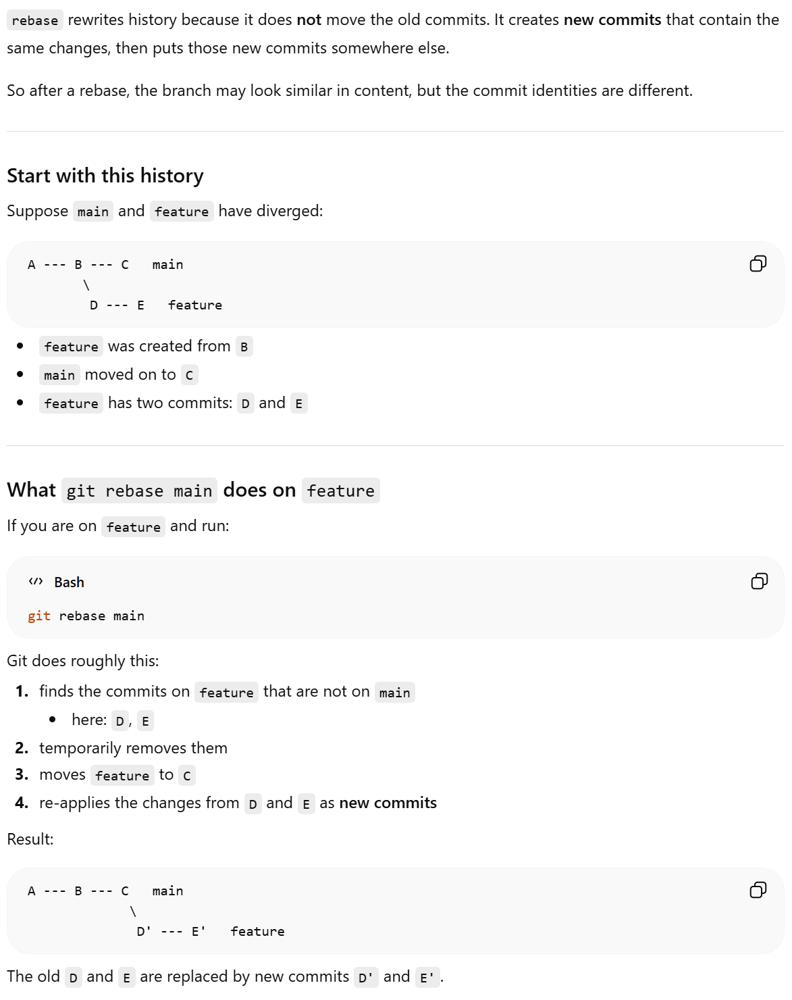 rebase rewrites history because it does not move the old commits. It creates new commits that contain the
same changes, then puts those new commits somewhere else.
So after a rebase, the branch may look similar in content, but the commit identities are different.
Start with this history
Suppose main and feature have diverged:
A --- B --- C   main
       \
        D --- E   feature
• feature was created from B
• main moved on to C
• feature has two commits: D and E
What git rebase main does on feature
If you are on feature and run:
Bash
git rebase main
Git does roughly this:
1. finds the commits on feature that are not on main
• here: D, E
2. temporarily removes them
3. moves feature to C
4. re-applies the changes from D and E as new commits
Result:
A --- B --- C   main
             \
              D' --- E'   feature
The old D and E are replaced by new commits D' and E'.